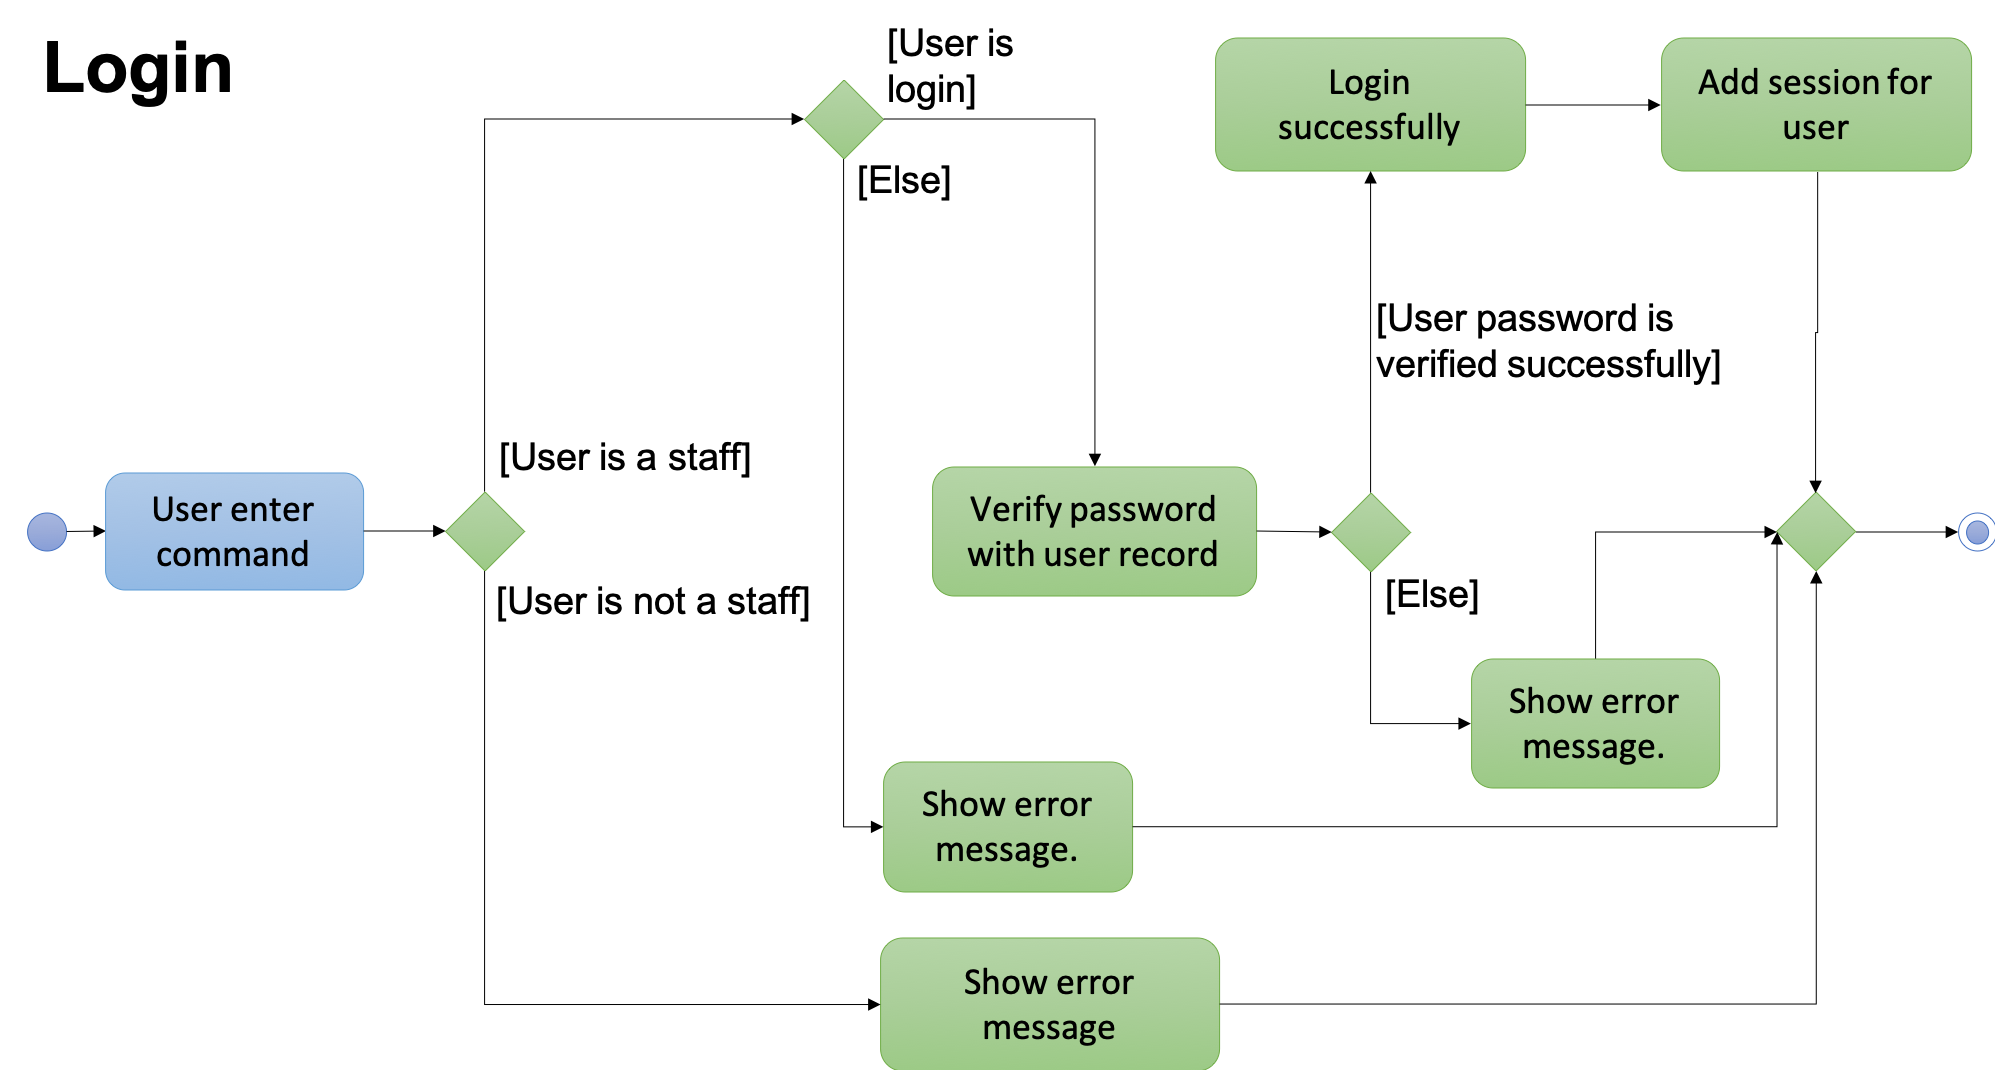 Login
[User is
login]
[Else]
Login
successfully
Add session for
user
[User password is
verified successfully]
[User is a staff]
User enter
command
[User is not a staff]
Verify password
with user record
[Else]
Show error
message.
Show error
message.
Show error
message